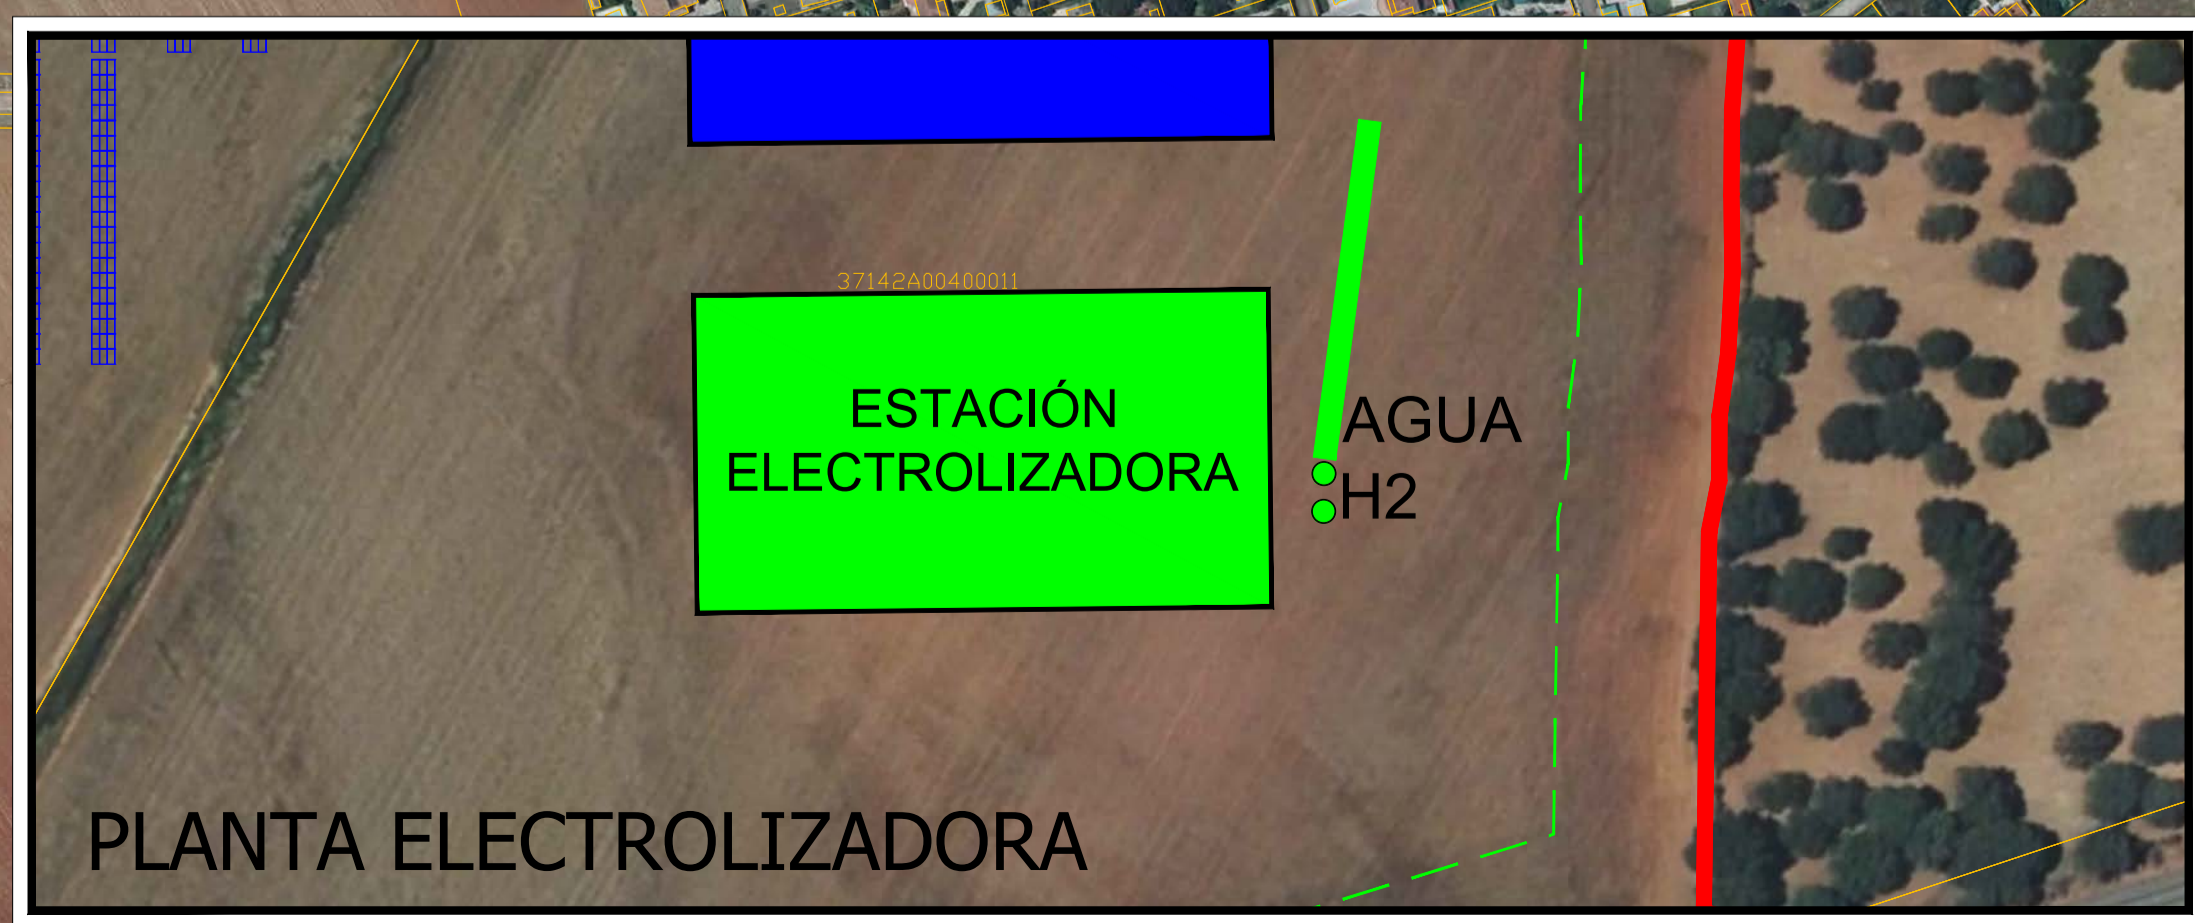 37142A00400011
ESTACIÓN
ELECTROLIZADORA
AGUA
H2
PLANTA ELECTROLIZADORA